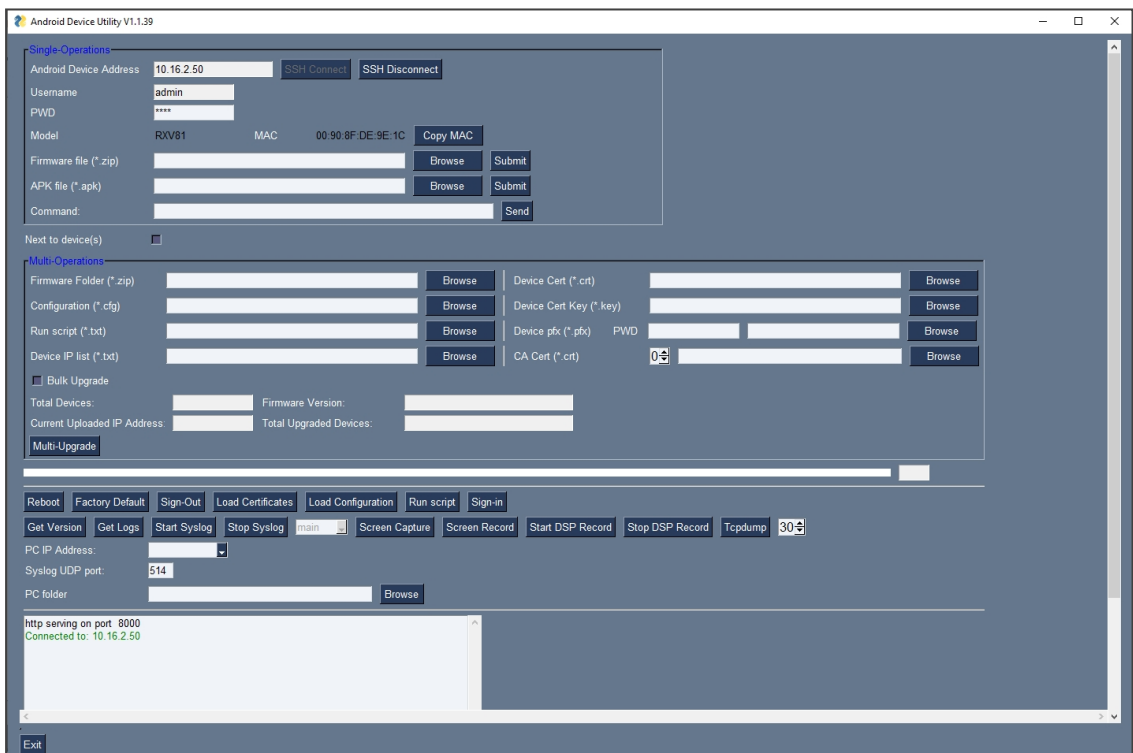 Android Device Utility V1.1.39
Single-Operations
Android Device Address 10.16.2.50 SSH Connect SSH Disconnect
Username admin
PWD ****
Model RXV81 MAC 00:90:8F:DE:9E:1C Copy MAC
Firmware file (*.zip) Browse Submit
APK file (*.apk) Browse Submit
Command: Send
Next to device(s)
Multi-Operations
Firmware Folder (*.zip) Browse Device Cert (*.crt) Browse
Configuration (*.cfg) Browse Device Cert Key (*.key) Browse
Run script (*.txt) Browse Device pfx (*.pfx) PWD Browse
Device IP list (*.txt) Browse CA Cert (*.crt) 0 Browse
Bulk Upgrade
Total Devices: Firmware Version:
Current Uploaded IP Address: Total Upgraded Devices:
Multi-Upgrade
Reboot Factory Default Sign-Out Load Certificates Load Configuration Run script Sign-in
Get Version Get Logs Start Syslog Stop Syslog main Screen Capture Screen Record Start DSP Record Stop DSP Record Tcpdump 30
PC IP Address:
Syslog UDP port: 514
PC folder Browse
http serving on port 8000
Connected to: 10.16.2.50
Exit